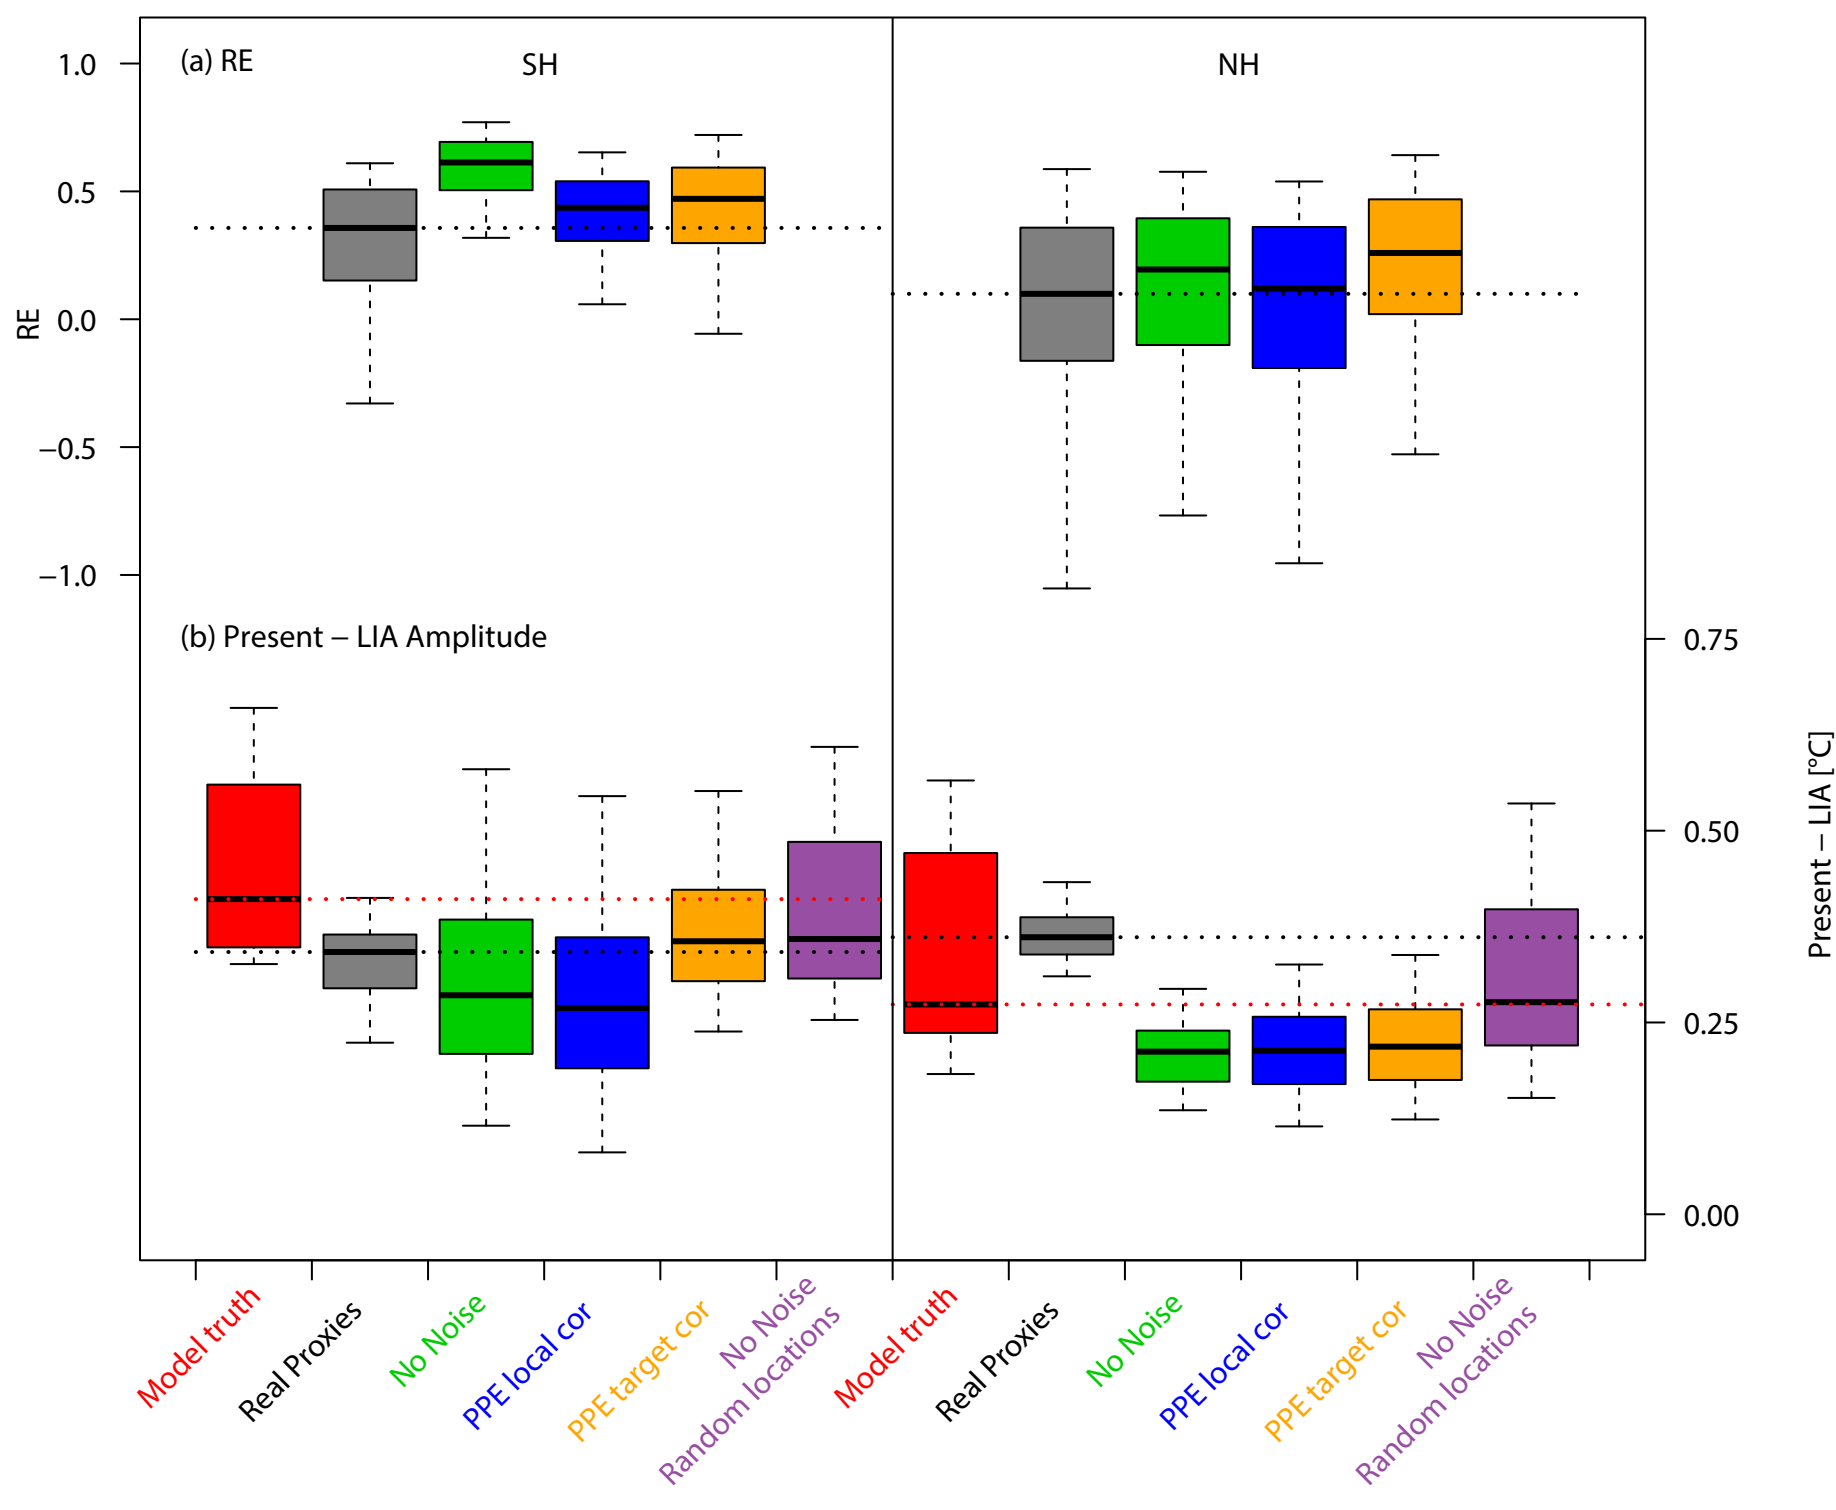 (a) RE
SH
NH
1.0
0.5
0.0
−0.5
−1.0
RE
(b) Present − LIA Amplitude
0.75
0.50
0.25
0.00
Present − LIA [°C]
Model truth
Real Proxies
No Noise
PPE local cor
PPE target cor
No Noise
Random locations
Model truth
Real Proxies
No Noise
PPE local cor
PPE target cor
No Noise
Random locations